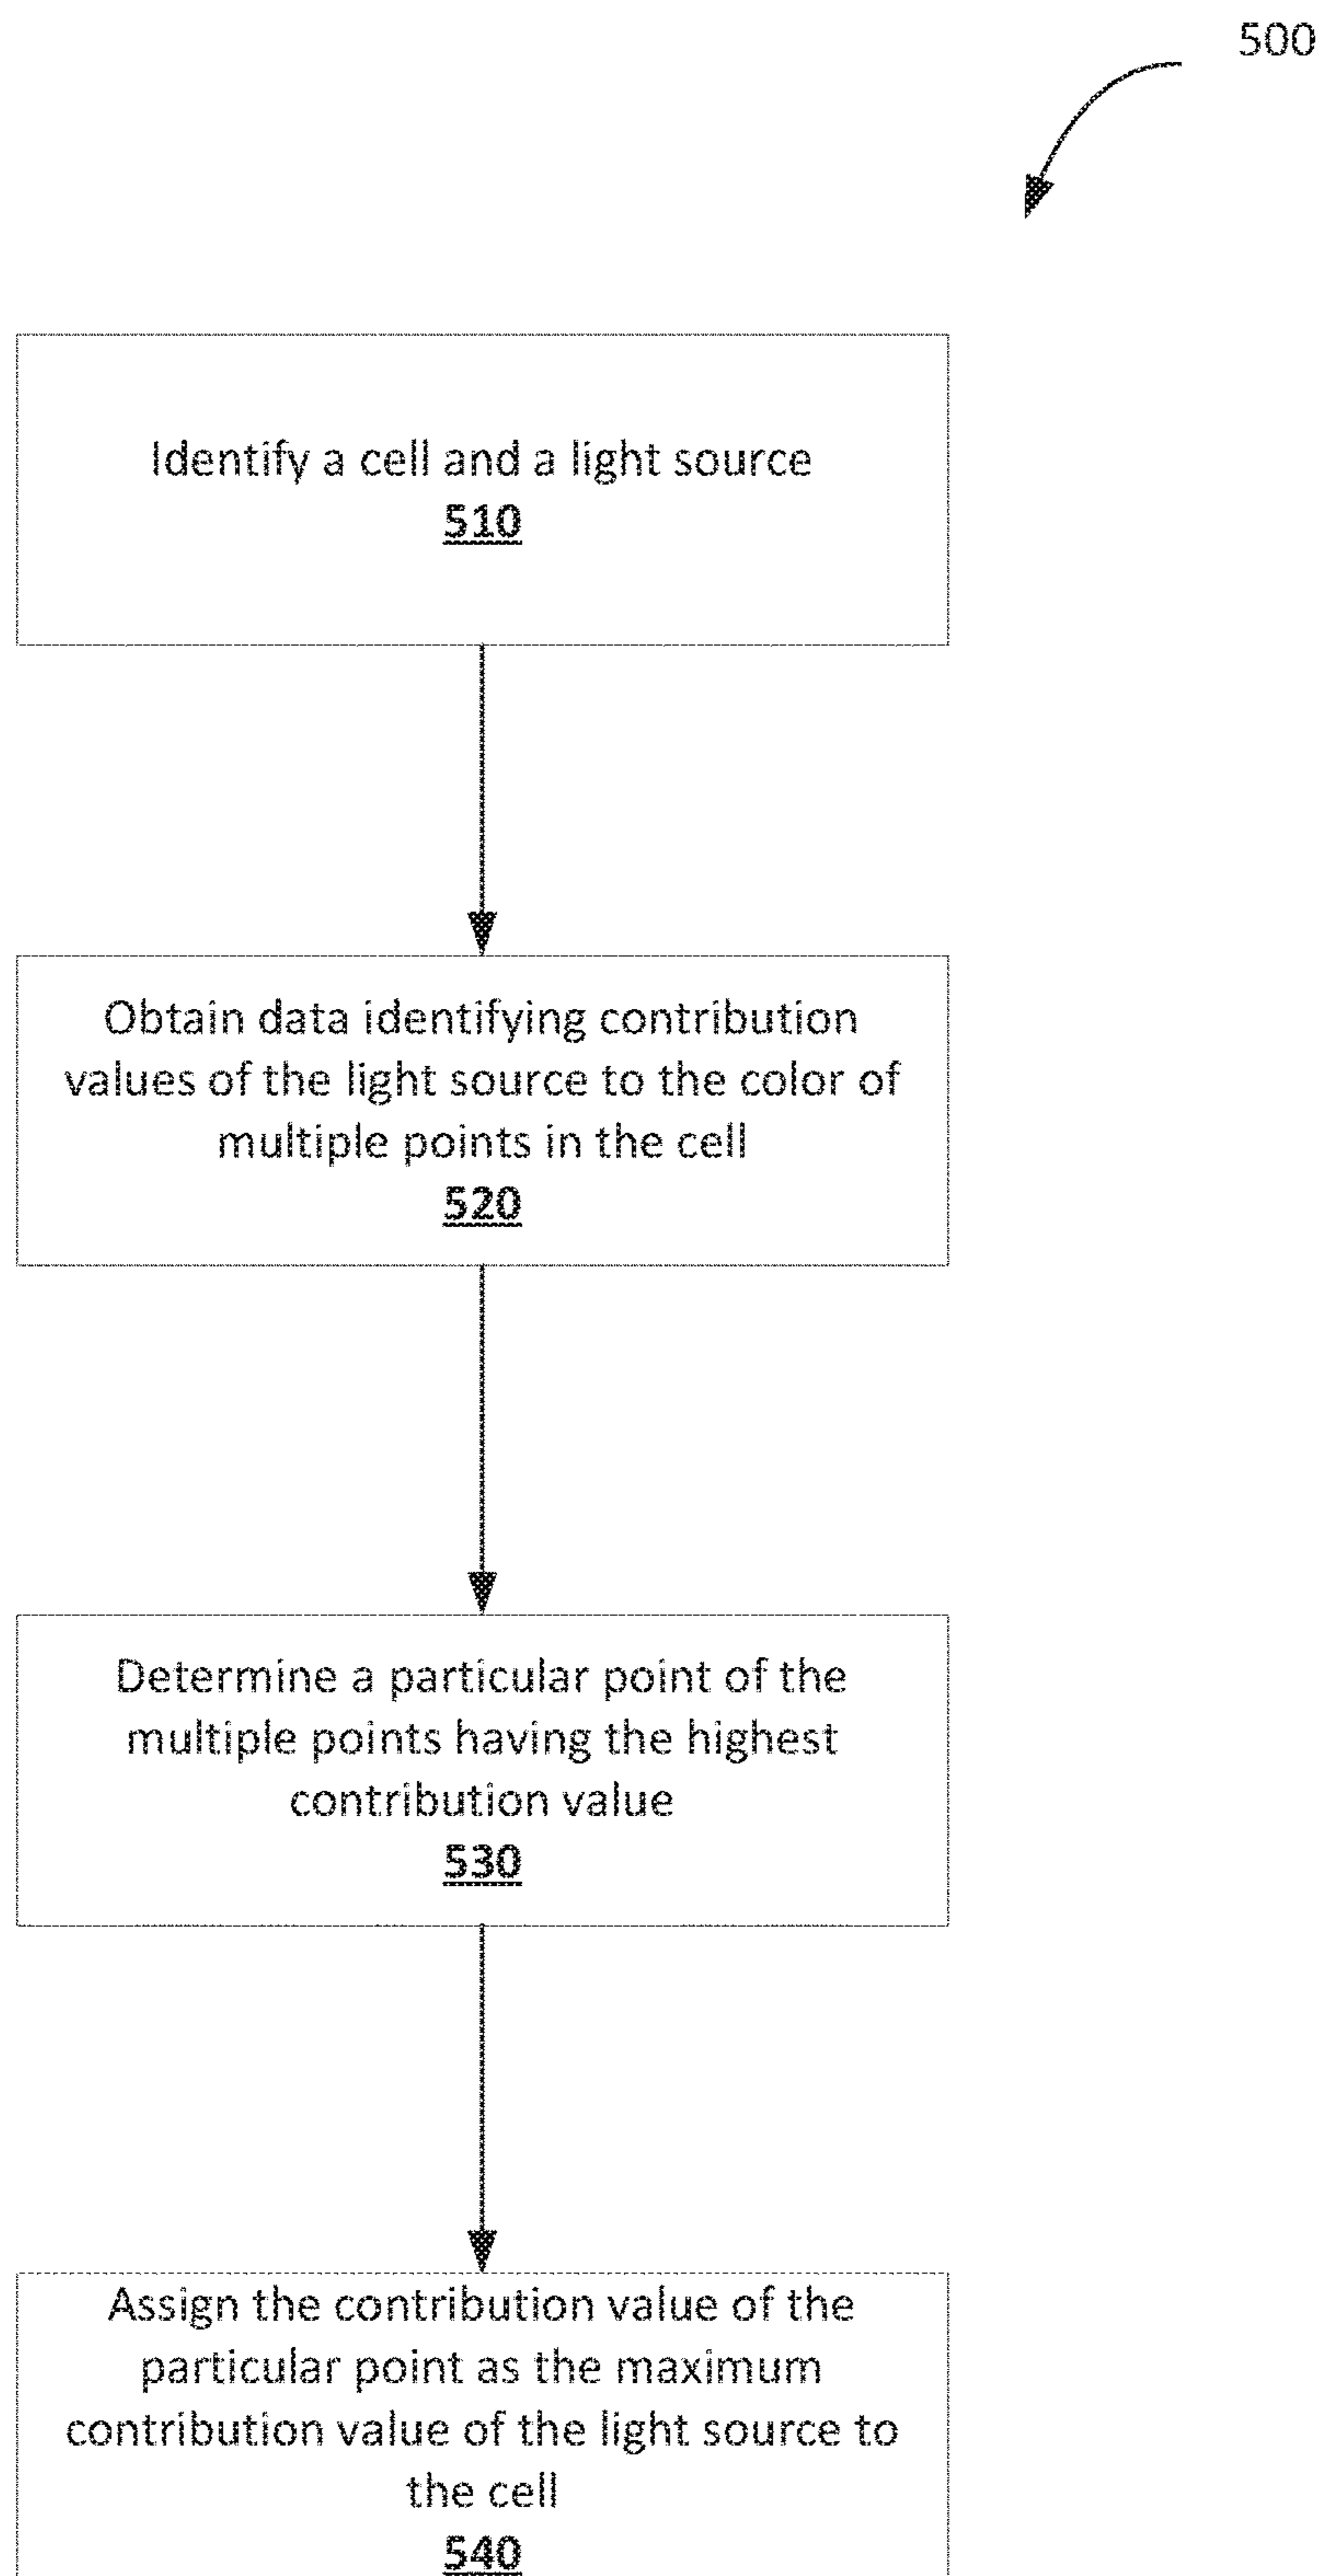 500
Identify a cell and a light source
510
Obtain data identifying contribution
values of the light source to the color of
multiple points in the cell
520
Determine a particular point of the
multiple points having the highest
contribution value
530
Assign the contribution value of the
particular point as the maximum
contribution value of the light source to
the cell
540